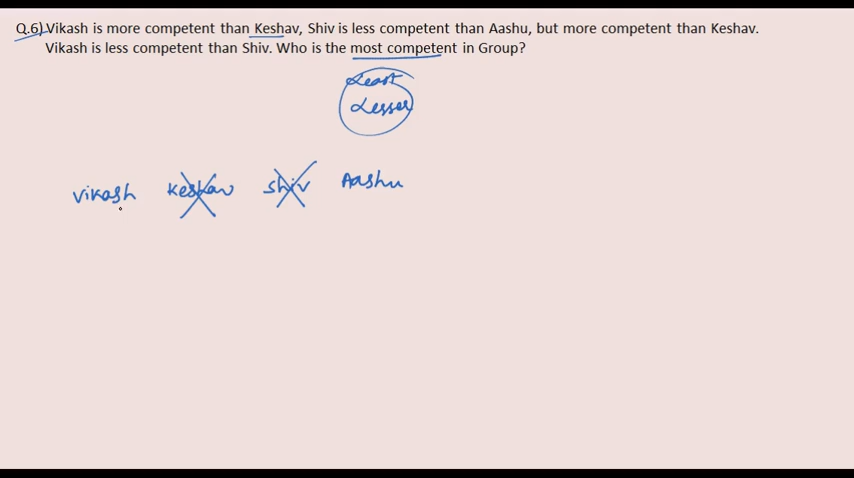 Q.6) Vikash is more competent than Keshav, Shiv is less competent than Aashu, but more competent than Keshav.
Vikash is less competent than Shiv. Who is the most competent in Group?
Least
Lesser
Vikash Keshav Shiv Aashu